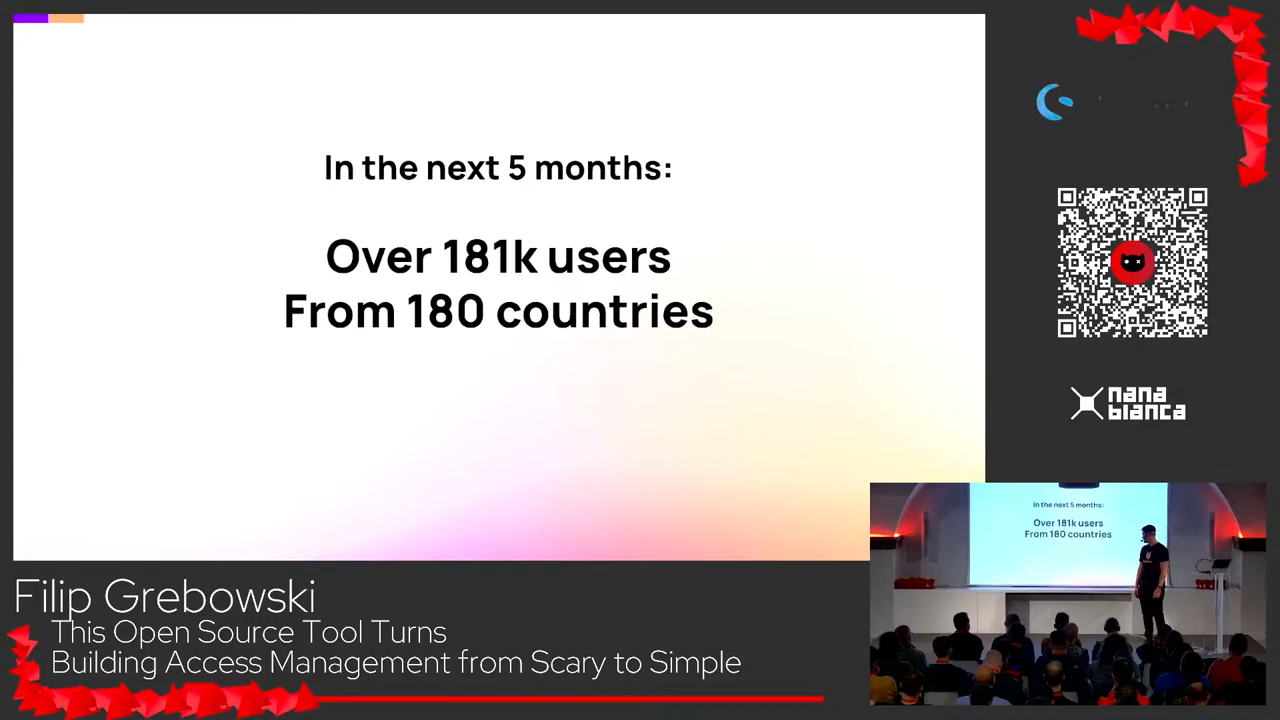 In the next 5 months:
Over 181k users
From 180 countries
nana
bianca
In the next 5 months:
Over 181k users
From 180 countries
Filip Grebowski
This Open Source Tool Turns
Building Access Management from Scary to Simple